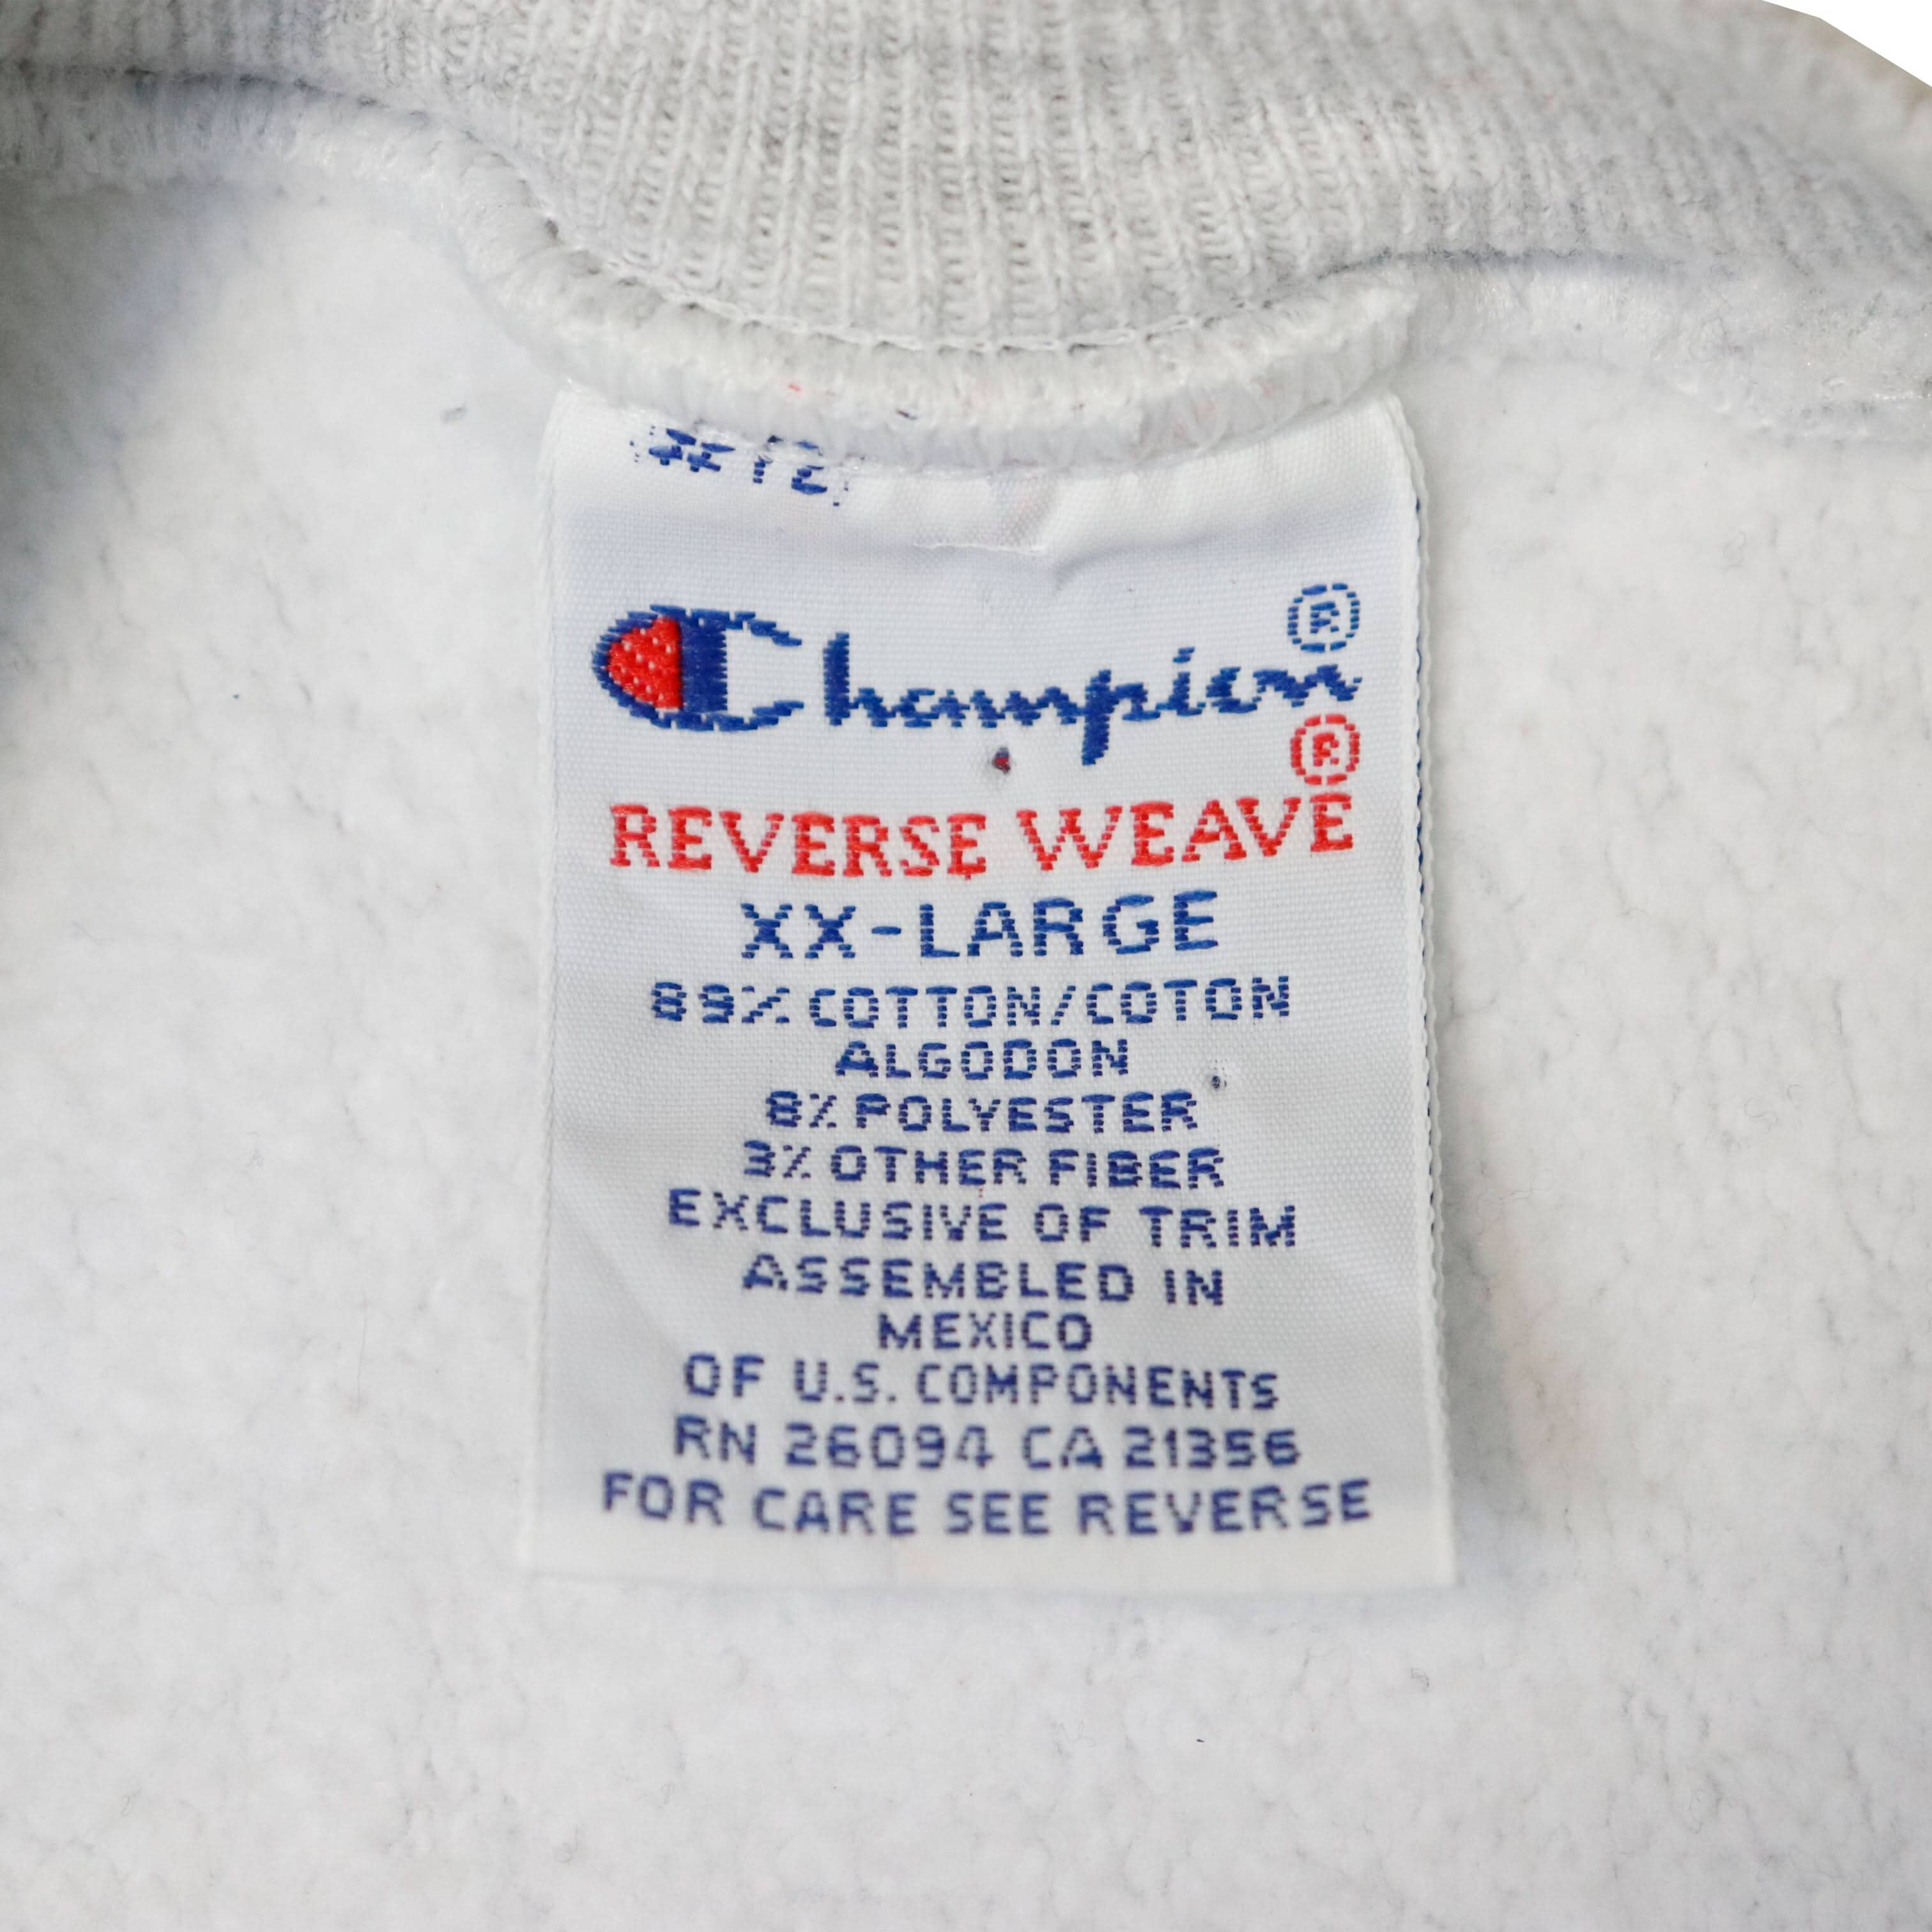 Champion®
®
REVERSE WEAVE
XX-LARGE
89% COTTON/COTON
ALGODON
8% POLYESTER
3% OTHER FIBER
EXCLUSIVE OF TRIM
ASSEMBLED IN
MEXICO
OF U.S. COMPONENTS
RN 26094 CA 21356
FOR CARE SEE REVERSE